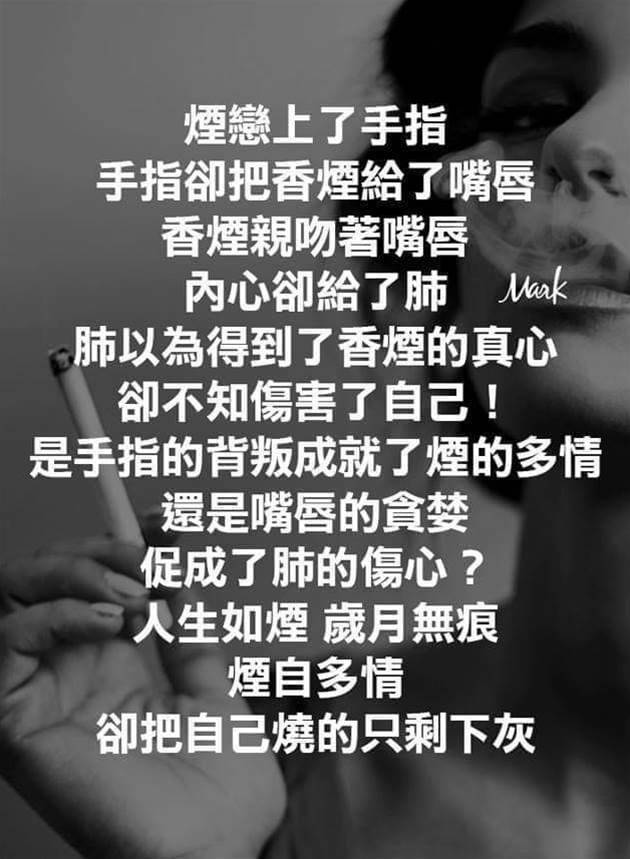 煙戀上了手指
手指卻把香煙給了嘴唇
香煙親吻著嘴唇
內心卻給了肺
Mark
肺以為得到了香煙的真心
卻不知傷害了自己！
是手指的背叛成就了煙的多情
還是嘴唇的貪婪
促成了肺的傷心？
人生如煙 歲月無痕
煙自多情
卻把自己燒的只剩下灰